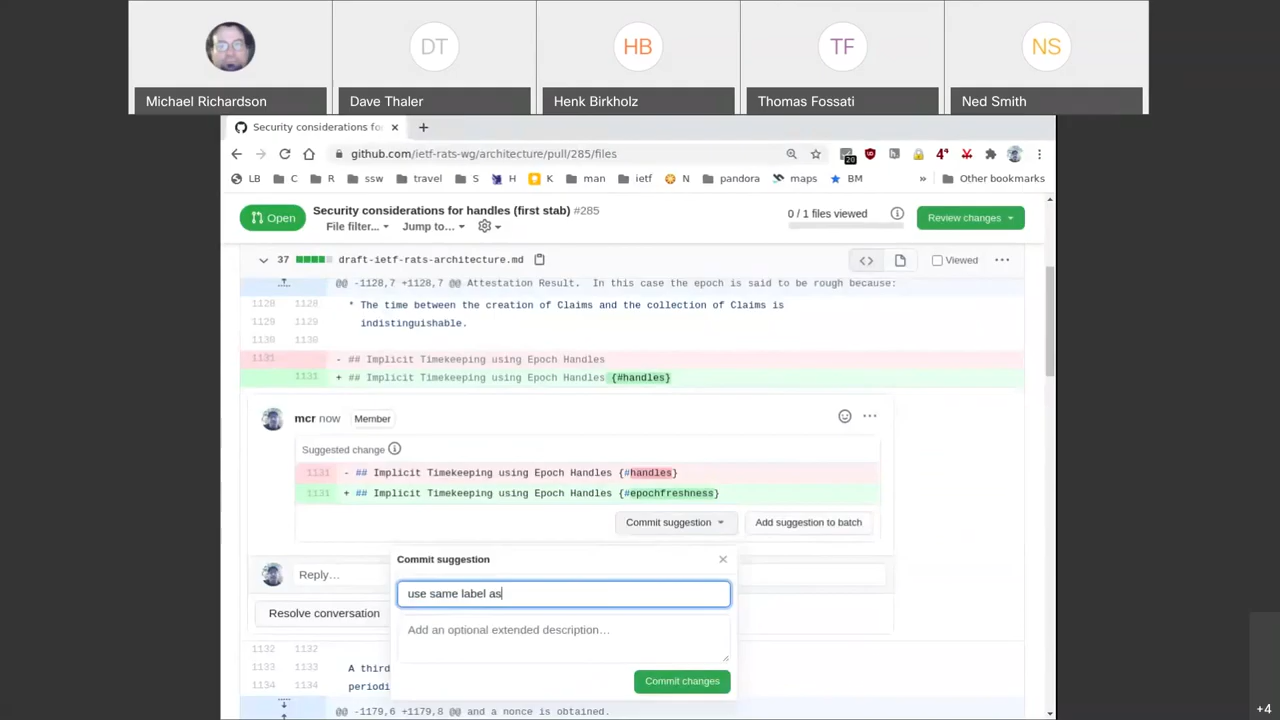 DT
HB
TF
NS
Michael Richardson
Dave Thaler
Henk Birkholz
Thomas Fossati
Ned Smith
Security considerations fo
github.com/ietf-rats-wg/architecture/pull/285/files
20
4°
LB C R ssw travel S H K man ietf N pandora maps BM » Other bookmarks
Open
Security considerations for handles (first stab) #285
File filter... Jump to...
0 / 1 files viewed
Review changes
37 draft-ietf-rats-architecture.md
Viewed
@@ -1128,7 +1128,7 @@ Attestation Result. In this case the epoch is said to be rough because:
1128 1128 * The time between the creation of Claims and the collection of Claims is
1129 1129 indistinguishable.
1130 1130
1131 - ## Implicit Timekeeping using Epoch Handles
1131 + ## Implicit Timekeeping using Epoch Handles {#handles}
mcr now Member
Suggested change
1131 - ## Implicit Timekeeping using Epoch Handles {#handles}
1131 + ## Implicit Timekeeping using Epoch Handles {#epochfreshness}
Commit suggestion
Add suggestion to batch
Commit suggestion
Reply…
use same label as
Resolve conversation
Add an optional extended description…
1132 1132
1133 1133 A third
1134 1134 periodi
Commit changes
@@ -1179,6 +1179,8 @@ and a nonce is obtained.
+4